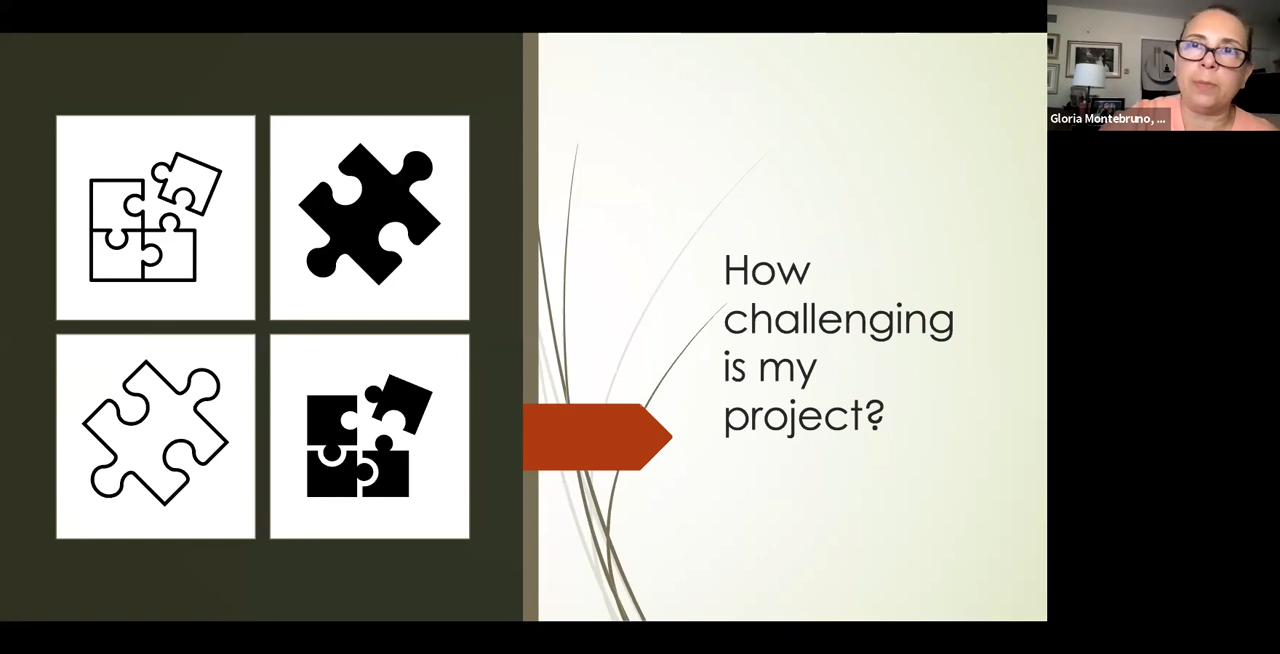 Gloria Montebruno, ...
How
challenging
is my
project?